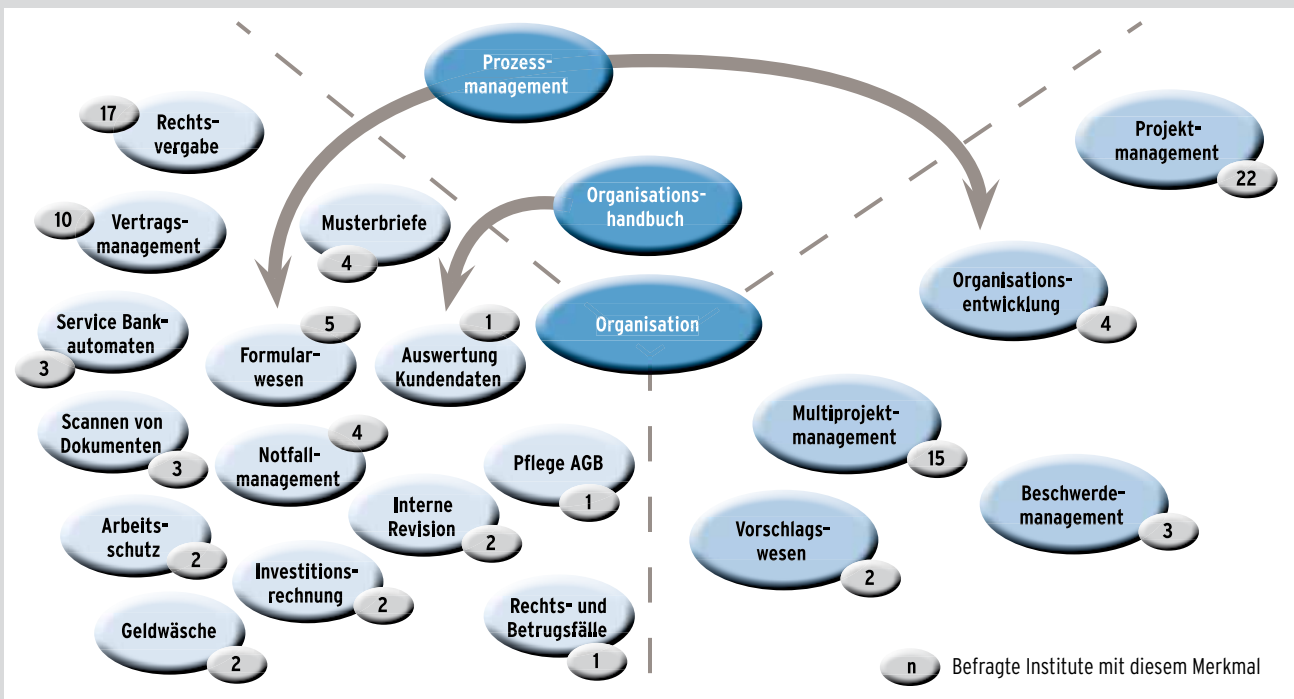 Prozess-
management
17
Rechts-
vergabe
Projekt-
management
22
Organisations-
handbuch
10
Vertrags-
management
Musterbriefe
4
Organisations-
entwicklung
4
Organisation
Service Bank-
automaten
3
5
Formular-
wesen
1
Auswertung
Kundendaten
Multiprojekt-
management
15
Scannen von
Dokumenten
3
4
Notfall-
management
Pflege AGB
1
Beschwerde-
management
3
Interne
Revision
2
Arbeits-
schutz
2
Vorschlags-
wesen
2
Investitions-
rechnung
2
Rechts- und
Betrugsfälle
1
Geldwäsche
2
n Befragte Institute mit diesem Merkmal